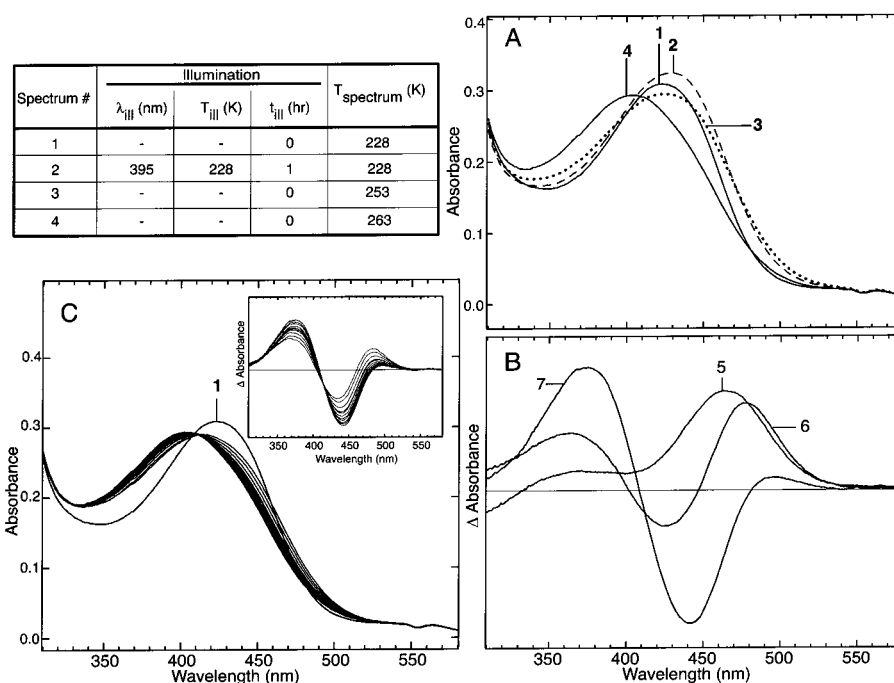 Illumination
Spectrum # λill (nm) Till (K) till (hr) Tspectrum (K)
1 - - 0 228
2 395 228 1 228
3 - - 0 253
4 - - 0 263
A
4 1 2
3
0.4
0.3
0.2
0.1
0.0
Absorbance
C
1
0.4
0.3
0.2
0.1
0.0
Absorbance
350 400 450 500 550
Wavelength (nm)
Δ Absorbance
350 400 450 500 550
Wavelength (nm)
B
7 5
6
Δ Absorbance
350 400 450 500 550
Wavelength (nm)